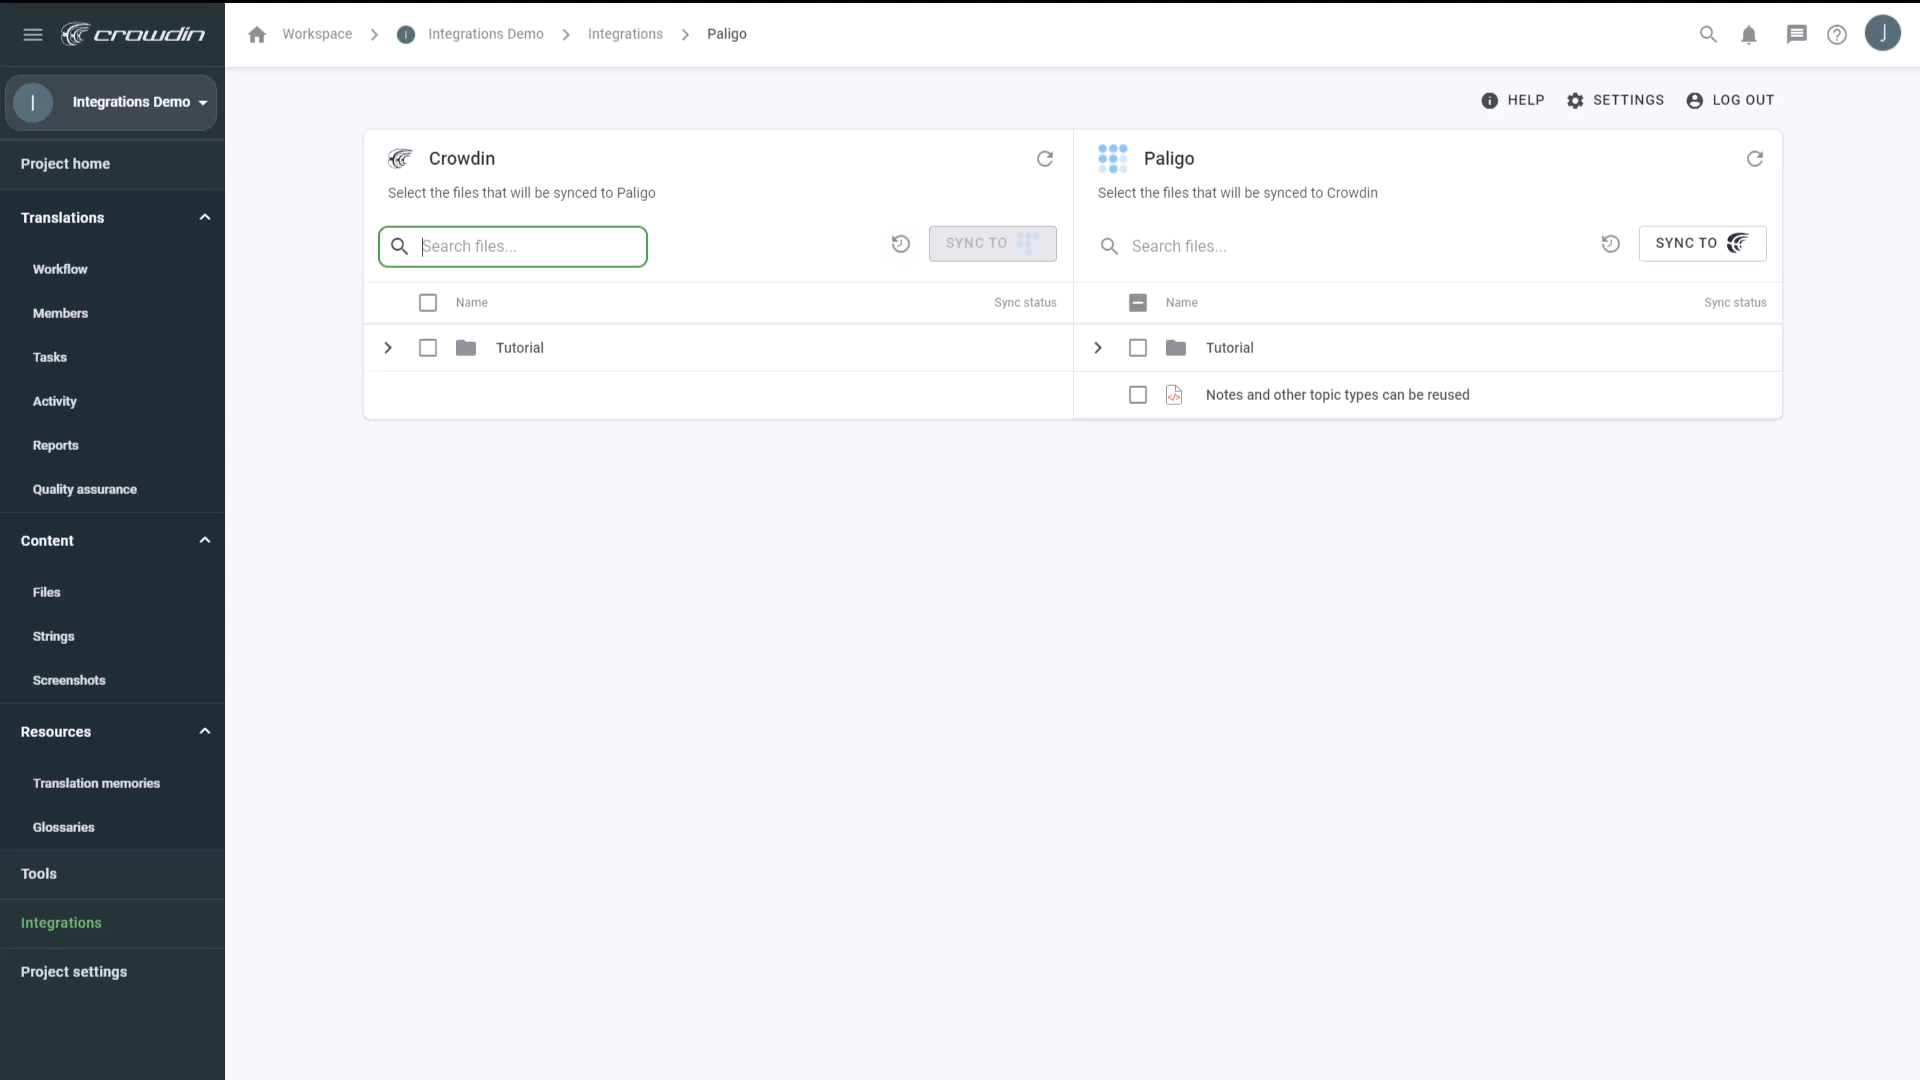 crowdin
Workspace
I
Integrations Demo
Integrations
Paligo
J
I
Integrations Demo
Project home
Translations
Workflow
Members
Tasks
Activity
Reports
Quality assurance
Content
Files
Strings
Screenshots
Resources
Translation memories
Glossaries
Tools
Integrations
Project settings
HELP
SETTINGS
LOG OUT
Crowdin
Select the files that will be synced to Paligo
Search files...
SYNC TO
Name
Sync status
Tutorial
Paligo
Select the files that will be synced to Crowdin
Search files...
SYNC TO
Name
Sync status
Tutorial
Notes and other topic types can be reused